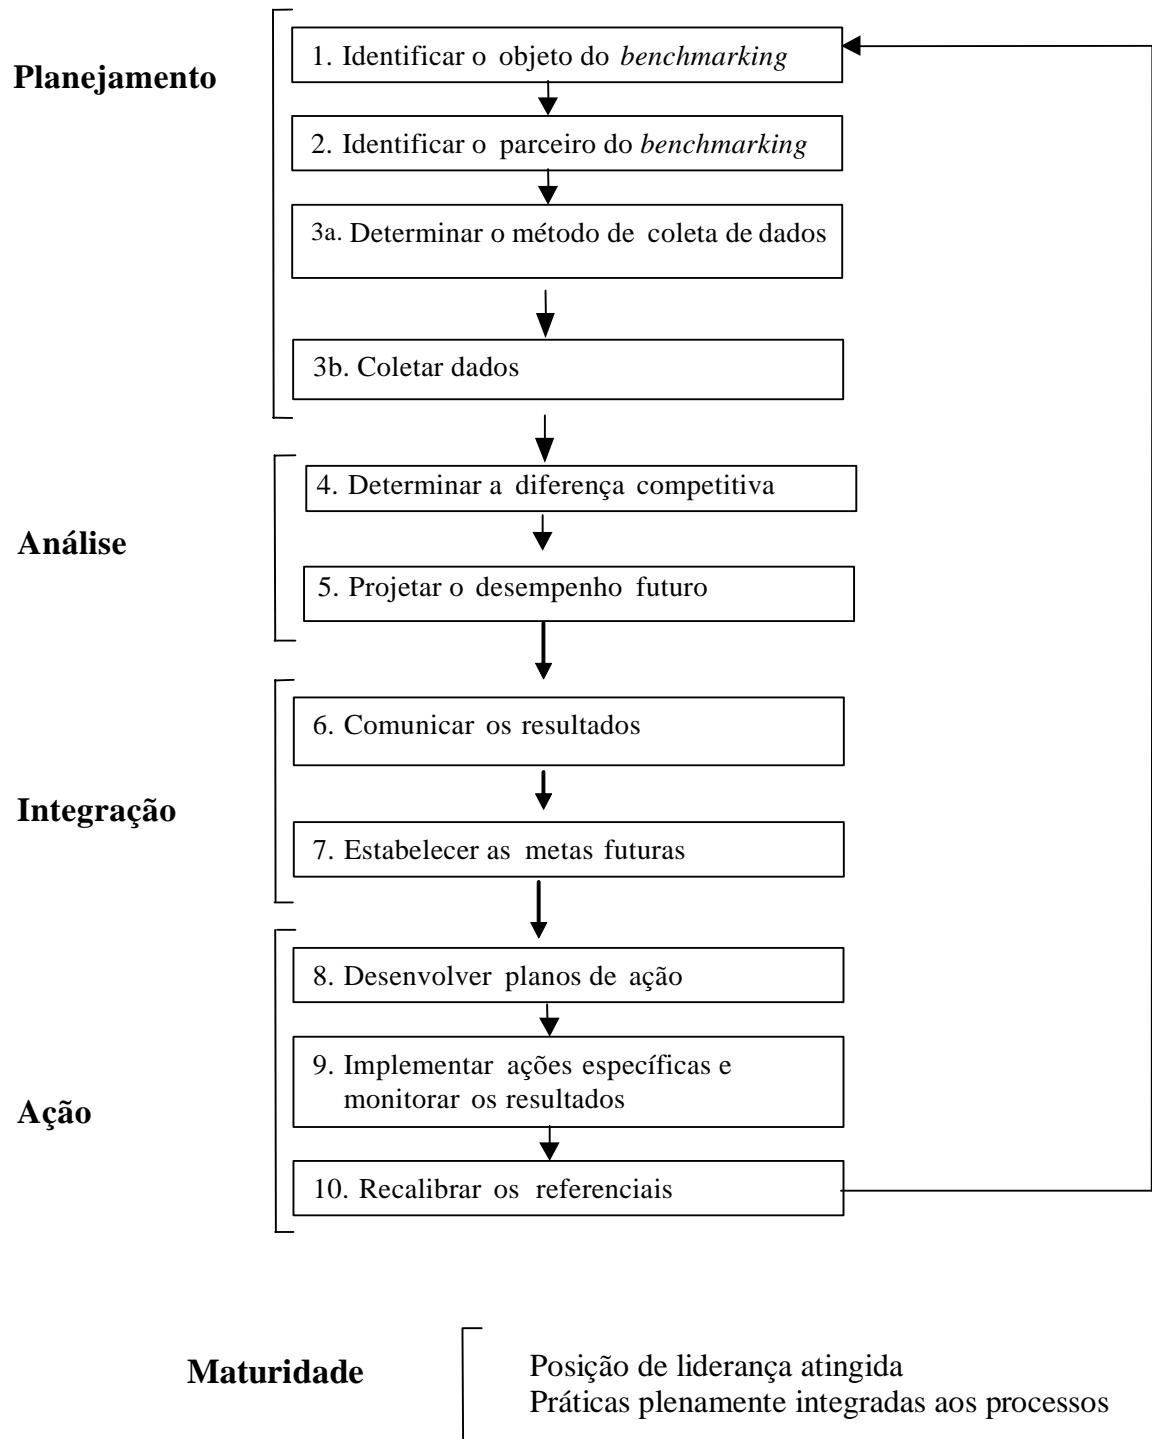 Planejamento
1. Identificar o objeto do benchmarking
2. Identificar o parceiro do benchmarking
3a. Determinar o método de coleta de dados
3b. Coletar dados
Análise
4. Determinar a diferença competitiva
5. Projetar o desempenho futuro
Integração
6. Comunicar os resultados
7. Estabelecer as metas futuras
Ação
8. Desenvolver planos de ação
9. Implementar ações específicas e
monitorar os resultados
10. Recalibrar os referenciais
Maturidade
Posição de liderança atingida
Práticas plenamente integradas aos processos